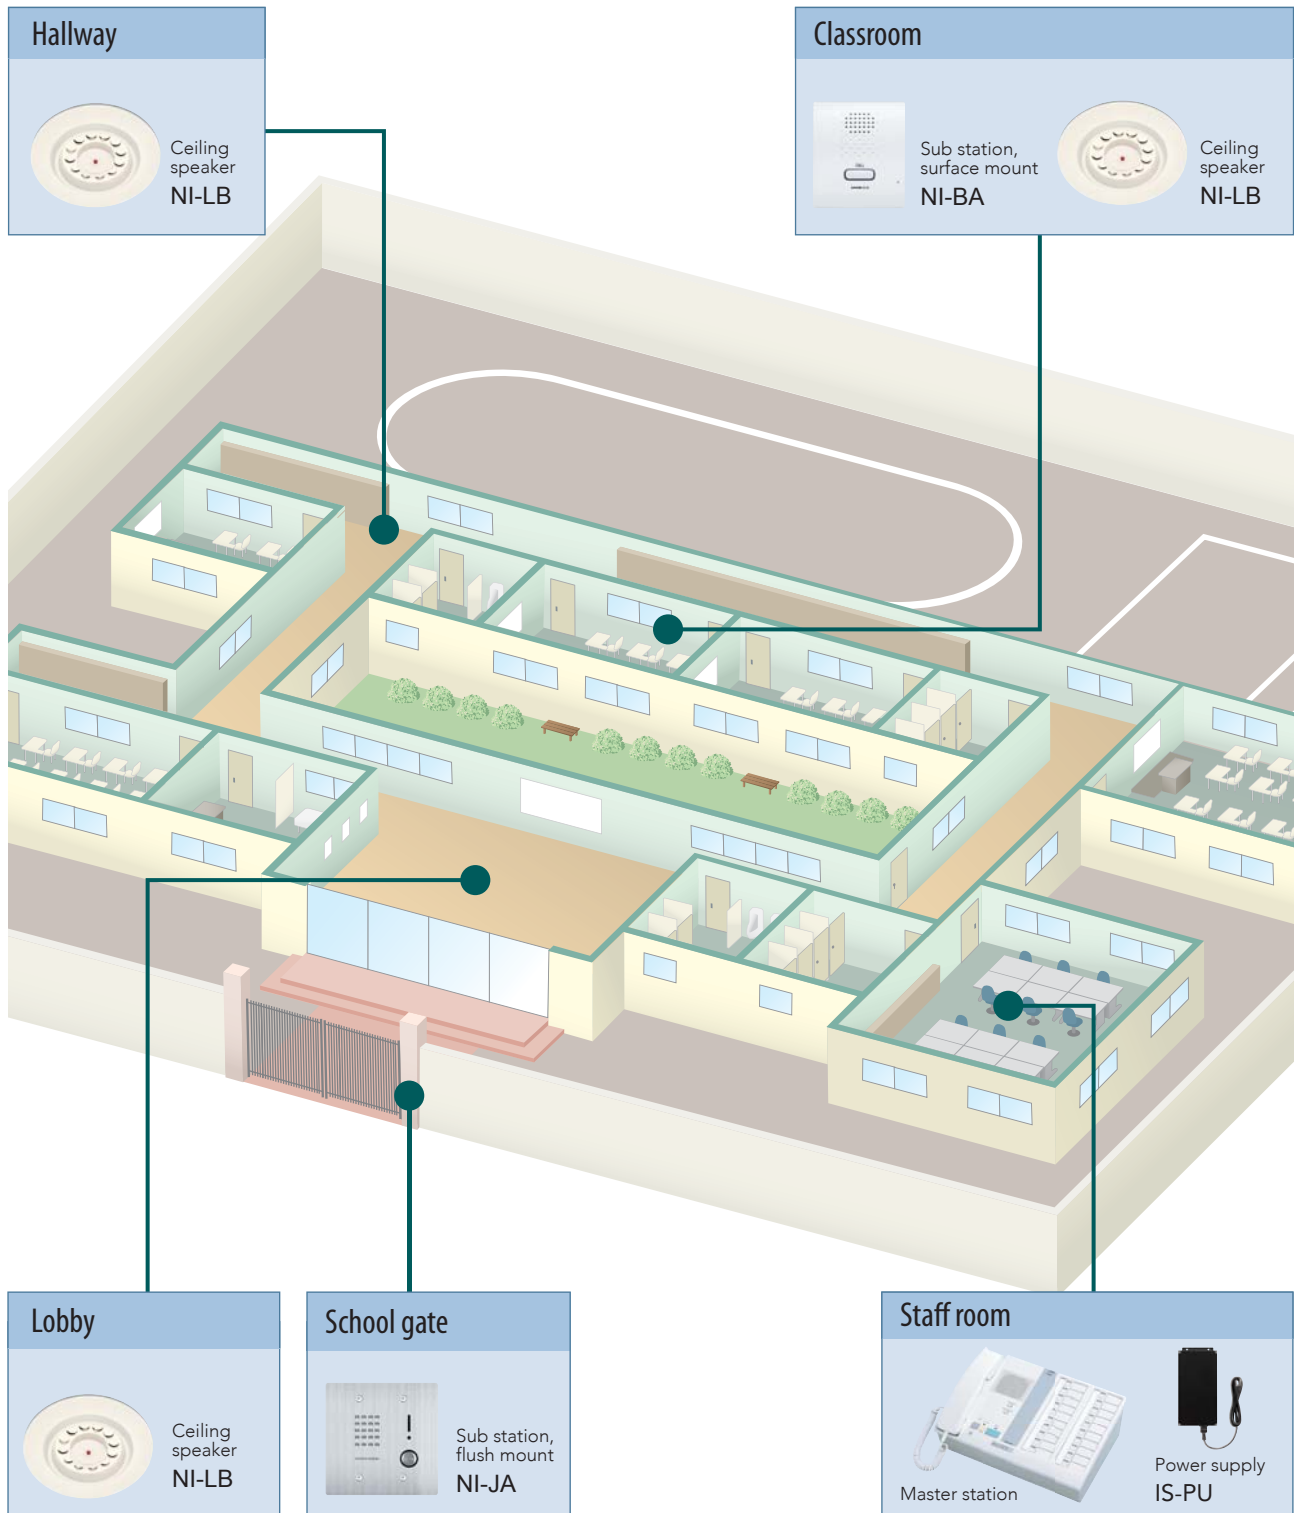 Hallway
Ceiling
speaker
NI-LB
Classroom
Sub station,
surface mount
NI-BA
Ceiling
speaker
NI-LB
Lobby
Ceiling
speaker
NI-LB
School gate
Sub station,
flush mount
NI-JA
Staff room
Master station
Power supply
IS-PU